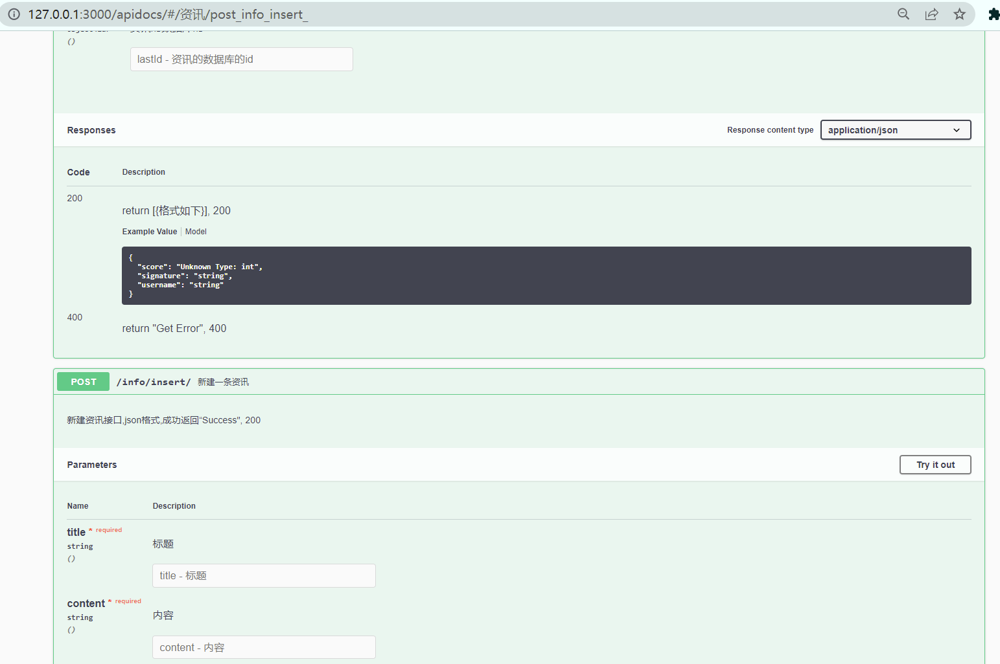 127.0.0.1:3000/apidocs/#/资讯/post_info_insert_
()
lastId - 资讯的数据库的id
Responses
Response content type
application/json
Code
Description
200
return [{格式如下}], 200
Example Value
Model
{
"score": "Unknown Type: int",
"signature": "string",
"username": "string"
}
400
return "Get Error", 400
POST
/info/insert/
新建一条资讯
新建资讯接口,json格式,成功返回“Success", 200
Parameters
Try it out
Name
Description
title * required
string
()
标题
title - 标题
content * required
string
()
内容
content - 内容